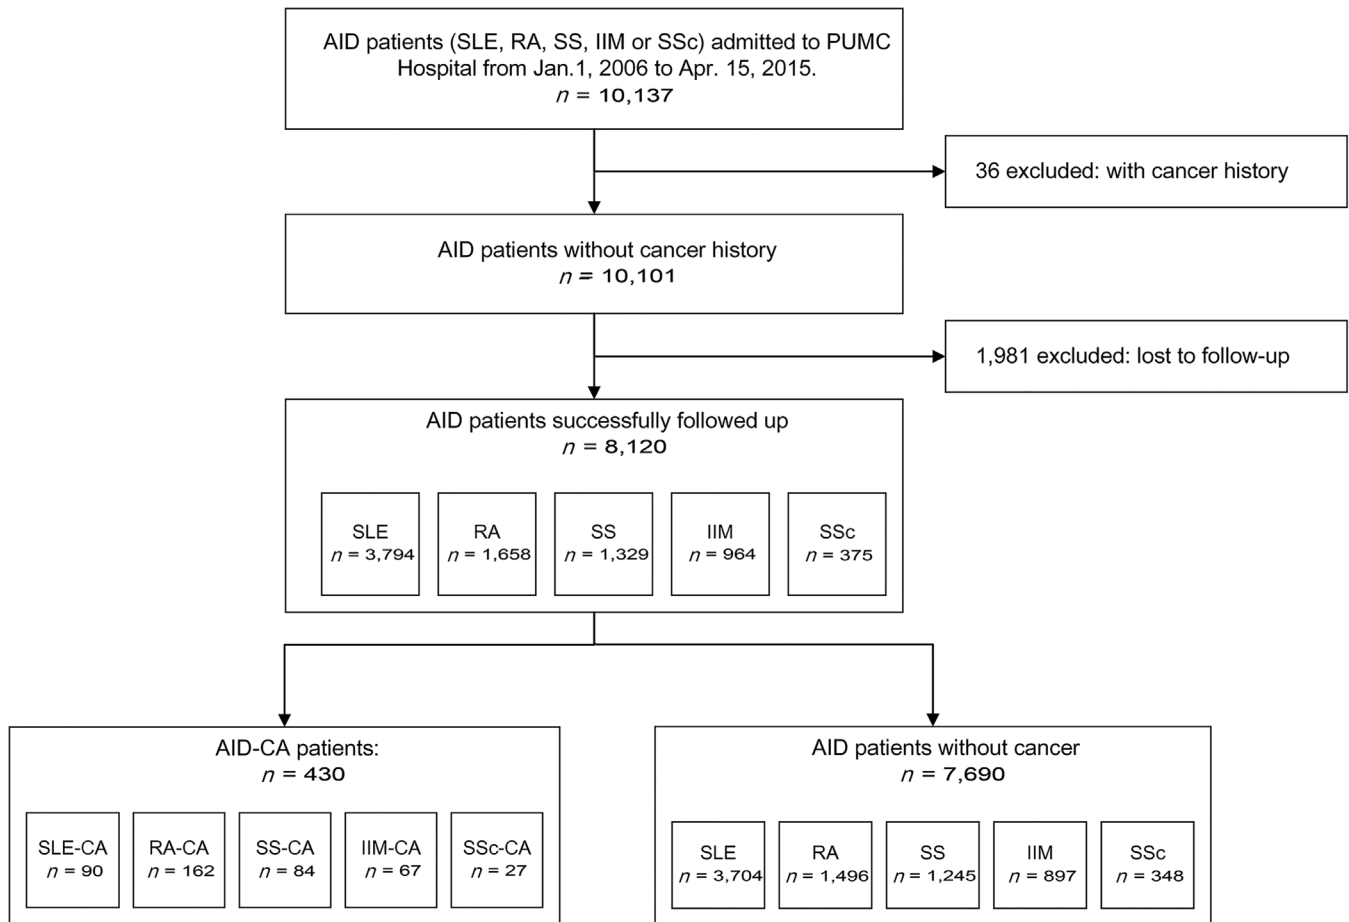 AID patients (SLE, RA, SS, IIM or SSc) admitted to PUMC
Hospital from Jan.1, 2006 to Apr. 15, 2015.
n = 10,137
36 excluded: with cancer history
AID patients without cancer history
n = 10,101
1,981 excluded: lost to follow-up
AID patients successfully followed up
n = 8,120
SLE
n = 3,794
RA
n = 1,658
SS
n = 1,329
IIM
n = 964
SSc
n = 375
AID-CA patients:
n = 430
SLE-CA
n = 90
RA-CA
n = 162
SS-CA
n = 84
IIM-CA
n = 67
SSc-CA
n = 27
AID patients without cancer
n = 7,690
SLE
n = 3,704
RA
n = 1,496
SS
n = 1,245
IIM
n = 897
SSc
n = 348